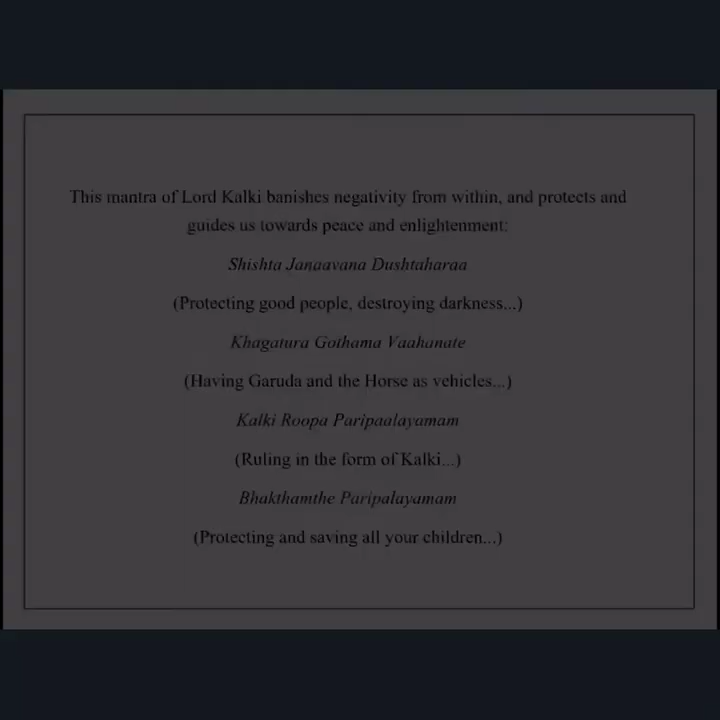 This mantra of Lord Kalki banishes negativity from within, and protects and
guides us towards peace and enlightenment:
Shishta Janaavana Dushtaharaa
(Protecting good people, destroying darkness...)
Khagatura Gothama Vaahanate
(Having Garuda and the Horse as vehicles...)
Kalki Roopa Paripaalayamam
(Ruling in the form of Kalki...)
Bhakthamthe Paripalayamam
(Protecting and saving all your children...)